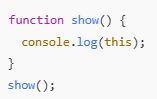 function show() {
  console.log(this);
}
show();